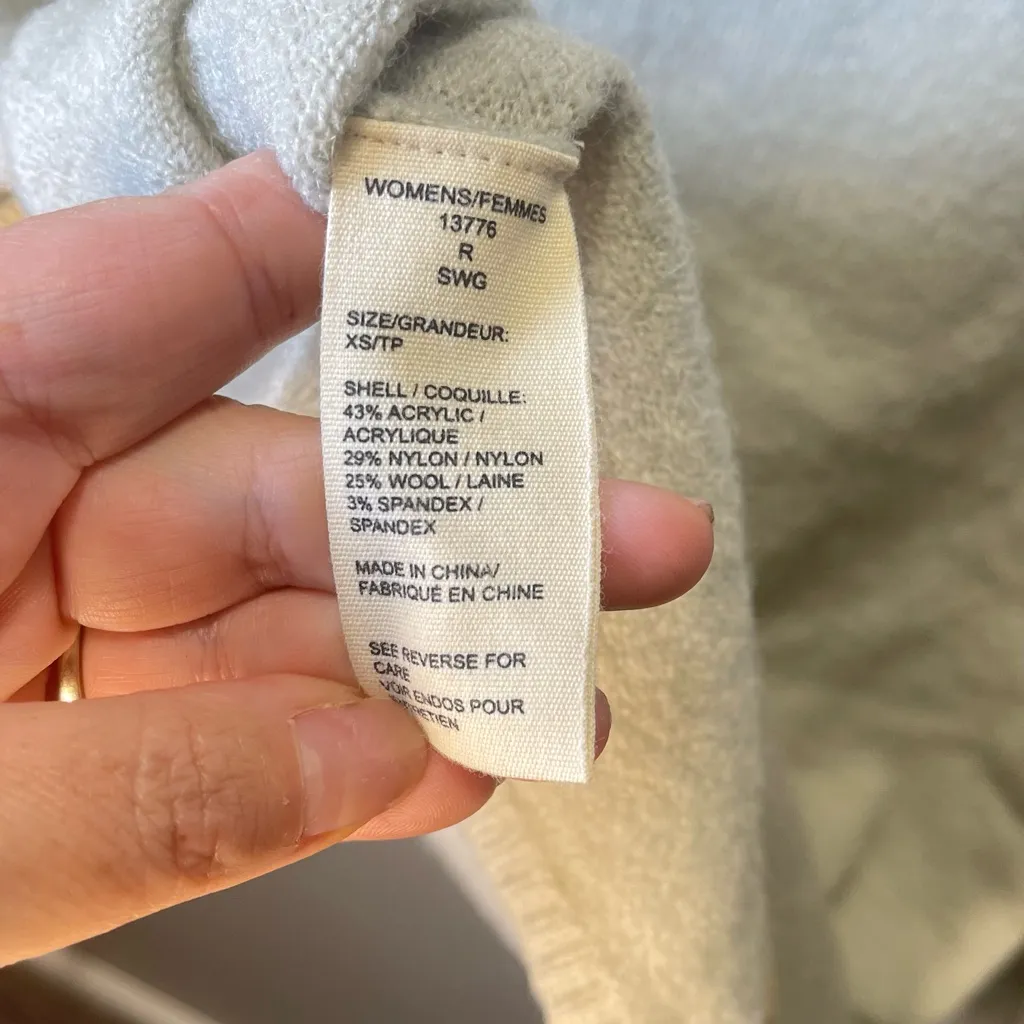 WOMENS/FEMMES
13776
R
SWG
SIZE/GRANDEUR:
XS/TP
SHELL / COQUILLE:
43% ACRYLIC /
ACRYLIQUE
29% NYLON / NYLON
25% WOOL / LAINE
3% SPANDEX /
SPANDEX
MADE IN CHINA/
FABRIQUÉ EN CHINE
SEE REVERSE FOR
CARE
VOIR ENDOS POUR